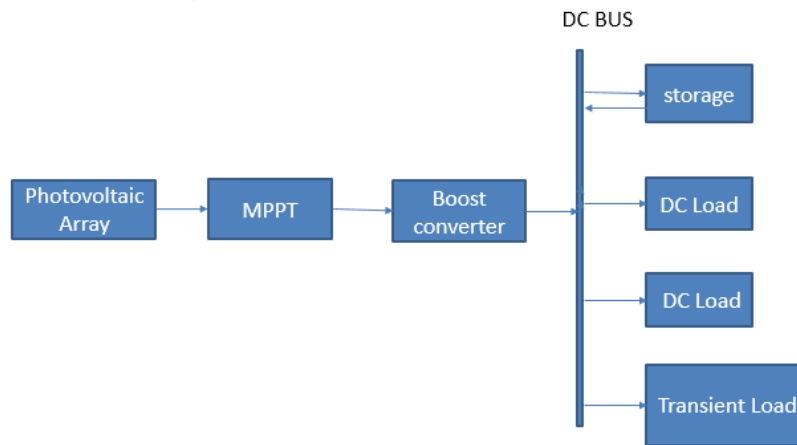 DC BUS
storage
Photovoltaic
Array
MPPT
Boost
converter
DC Load
DC Load
Transient Load